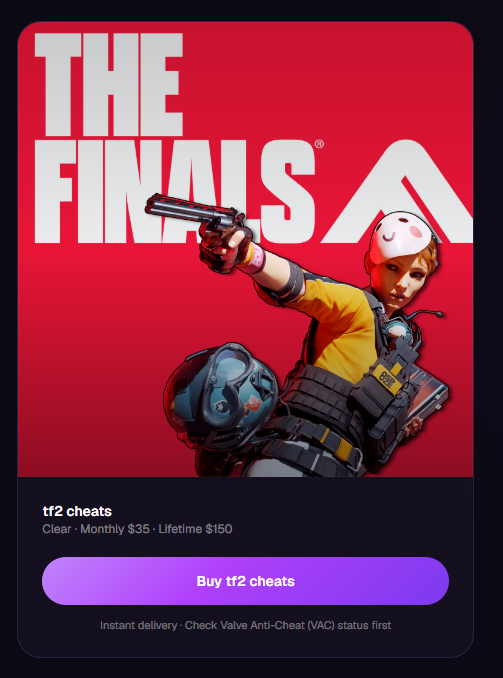 THE
FINALS®
tf2 cheats
Clear · Monthly $35 · Lifetime $150
Buy tf2 cheats
Instant delivery · Check Valve Anti-Cheat (VAC) status first